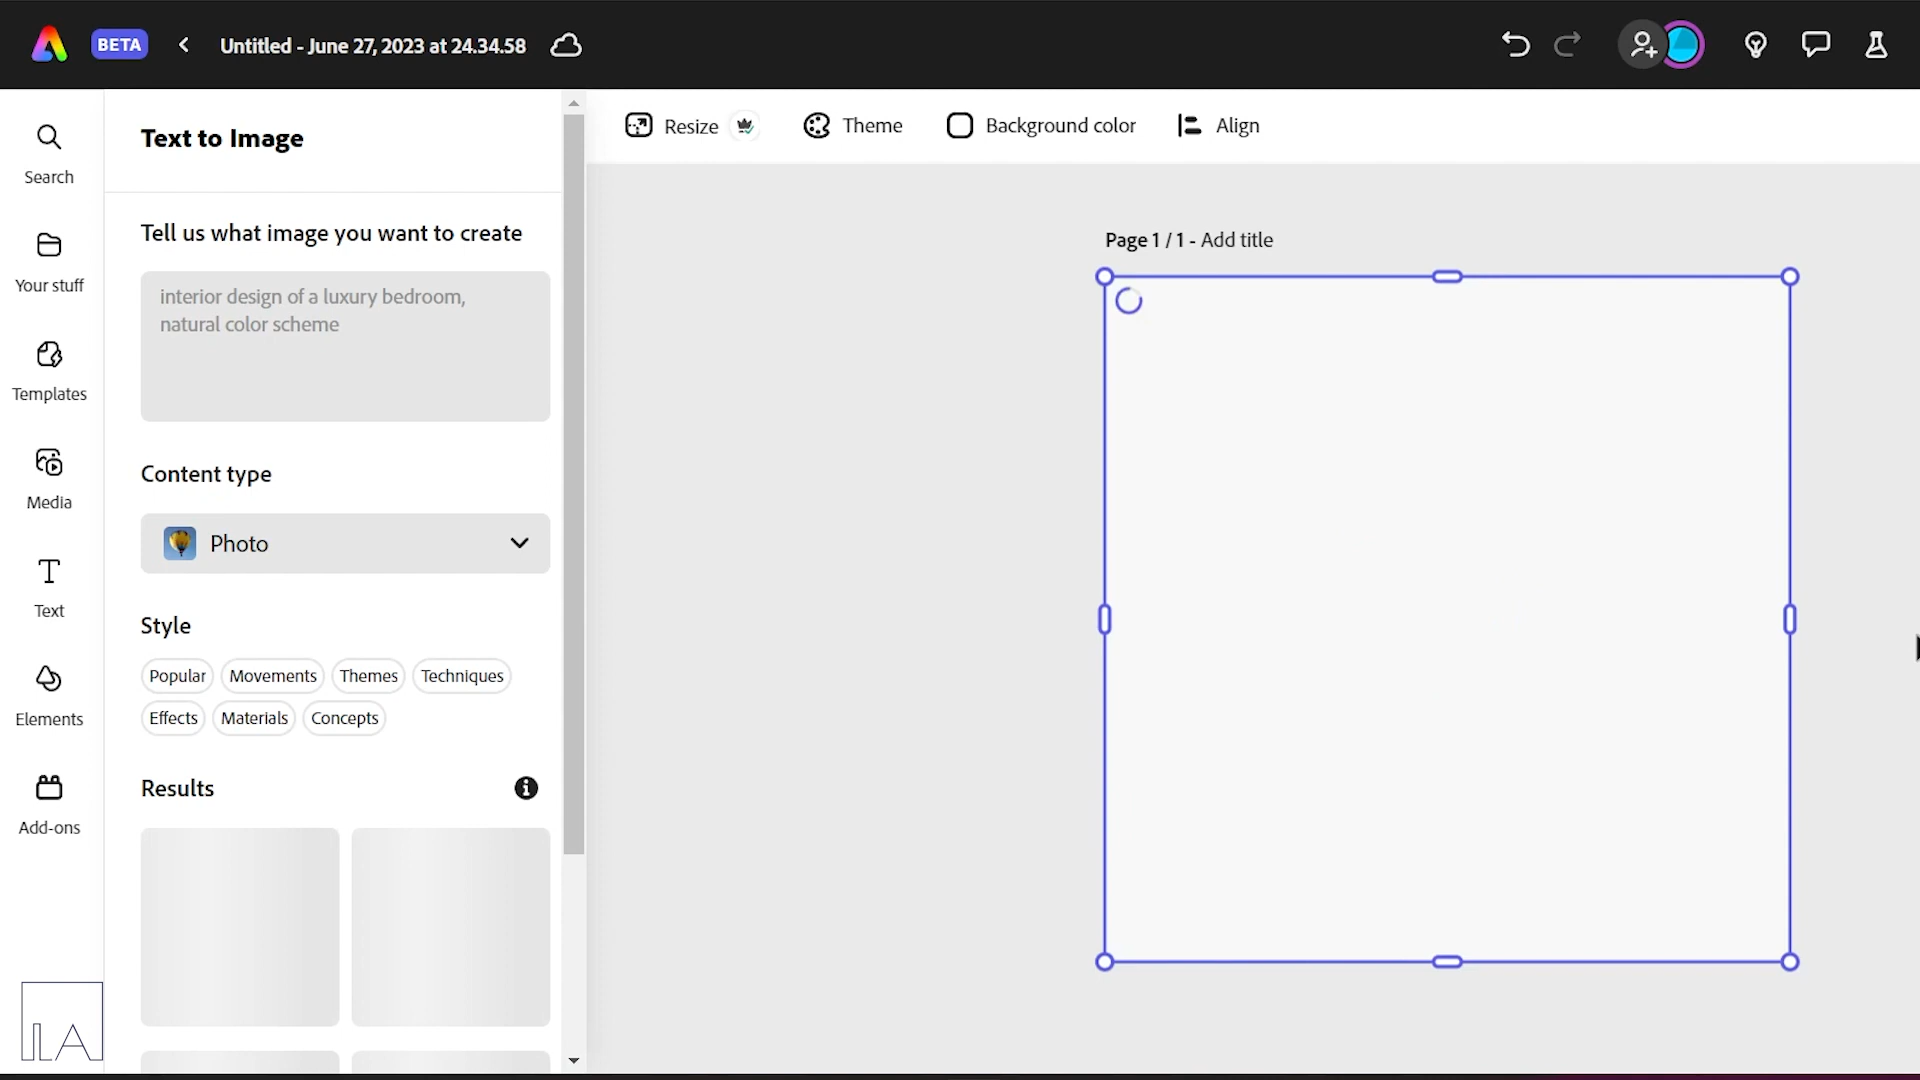 BETA
Untitled - June 27, 2023 at 24.34.58
Search
Your stuff
Templates
Media
Text
Elements
Add-ons
ILA
Text to Image
Tell us what image you want to create
interior design of a luxury bedroom,
natural color scheme
Content type
Photo
Style
Popular Movements Themes Techniques
Effects Materials Concepts
Results
Resize Theme Background color Align
Page 1 / 1 - Add title